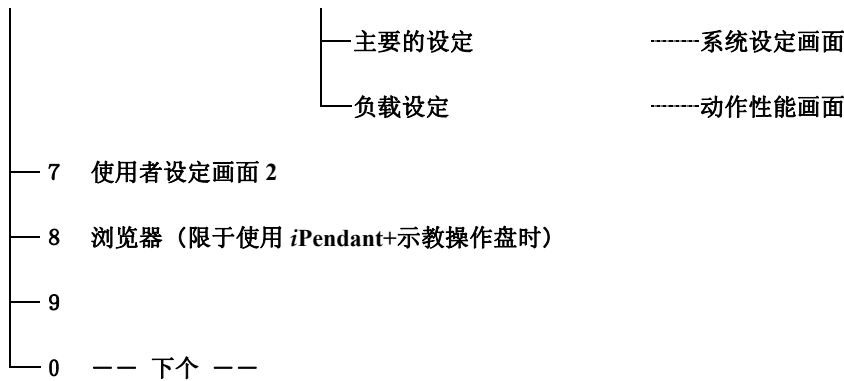 主要的设定 系统设定画面
负载设定 动作性能画面
7 使用者设定画面 2
8 浏览器（限于使用 iPendant+示教操作盘时）
9
0 －－ 下个 －－